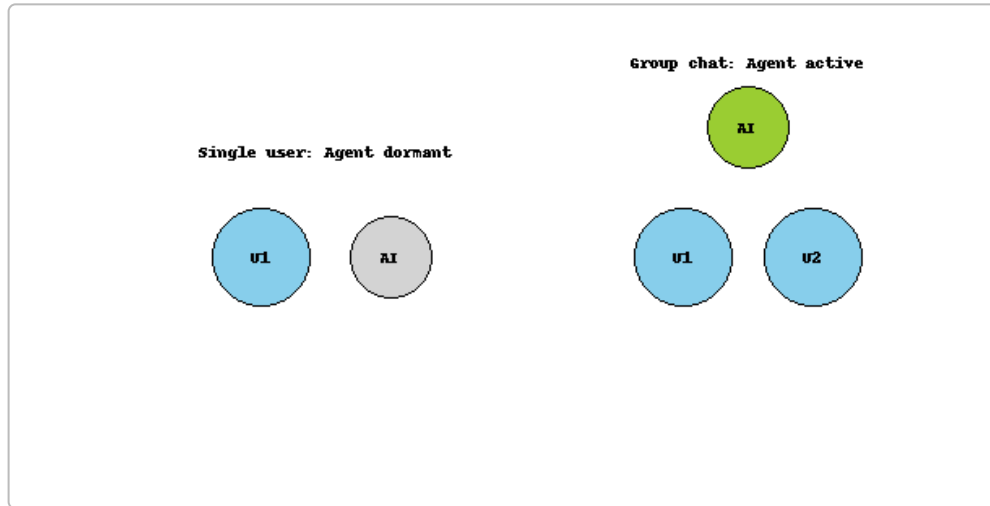 Group chat: Agent active
AI
Single user: Agent dormant
U1
AI
U1
U2